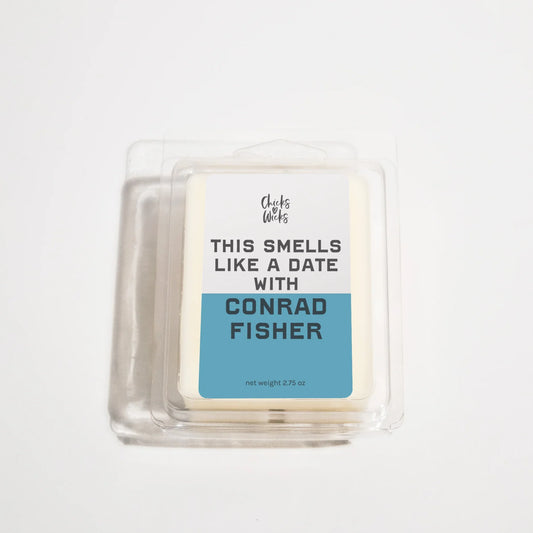 Chicks
Wicks
THIS SMELLS
LIKE A DATE
WITH
CONRAD
FISHER
net weight 2.75 oz